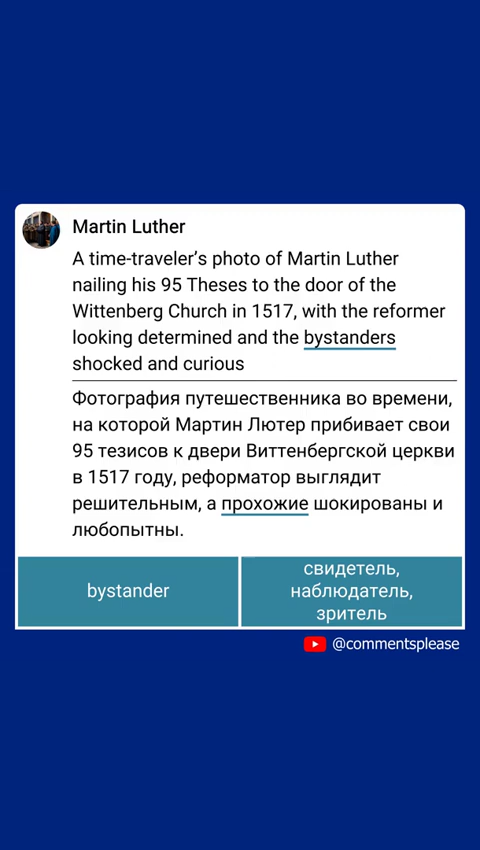 Martin Luther
A time-traveler’s photo of Martin Luther
nailing his 95 Theses to the door of the
Wittenberg Church in 1517, with the reformer
looking determined and the bystanders
shocked and curious
Фотография путешественника во времени,
на которой Мартин Лютер прибивает свои
95 тезисов к двери Виттенбергской церкви
в 1517 году, реформатор выглядит
решительным, а прохожие шокированы и
любопытны.
bystander
свидетель,
наблюдатель,
зритель
@commentsplease